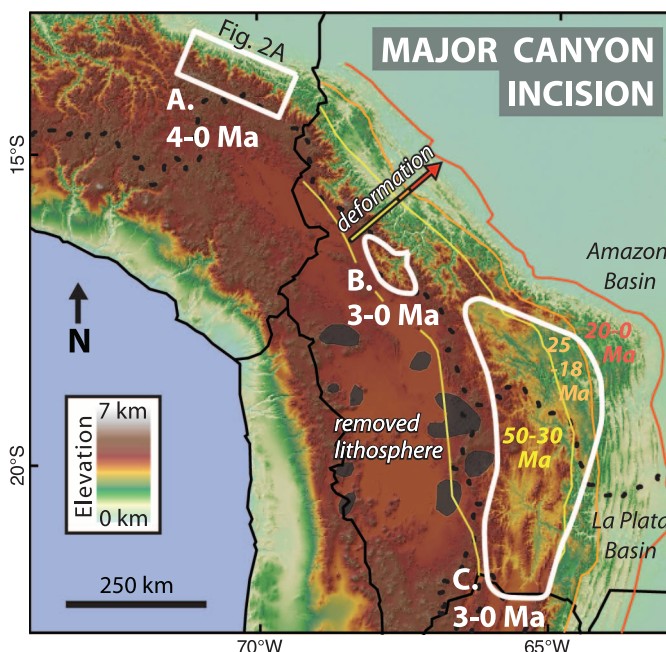 MAJOR CANYON
INCISION
Fig. 2A
A.
4-0 Ma
15°S
deformation
Amazon
Basin
B.
3-0 Ma
N
20-0
Ma
25
-18
Ma
7 km
Elevation
0 km
removed
lithosphere
50-30
Ma
20°S
La Plata
Basin
250 km
C.
3-0 Ma
70°W
65°W